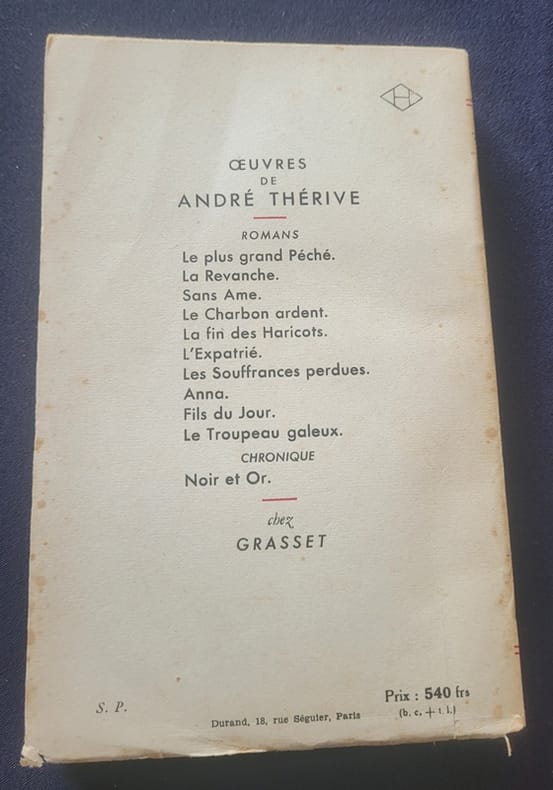 H
ŒUVRES
DE
ANDRÉ THÉRIVE
ROMANS
Le plus grand Péché.
La Revanche.
Sans Ame.
Le Charbon ardent.
La fin des Haricots.
L'Expatrié.
Les Souffrances perdues.
Anna.
Fils du Jour.
Le Troupeau galeux.
CHRONIQUE
Noir et Or.
chez
GRASSET
S. P.
Prix : 540 frs
(b. c. + t. l.)
Durand, 18, rue Séguier, Paris